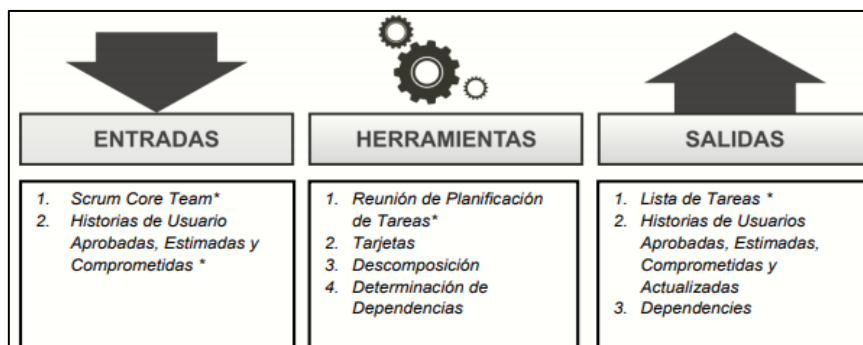 ENTRADAS
1. Scrum Core Team*
2. Historias de Usuario
Aprobadas, Estimadas y
Comprometidas *
HERRAMIENTAS
1. Reunión de Planificación
de Tareas*
2. Tarjetas
3. Descomposición
4. Determinación de
Dependencias
SALIDAS
1. Lista de Tareas *
2. Historias de Usuarios
Aprobadas, Estimadas,
Comprometidas y
Actualizadas
3. Dependencies